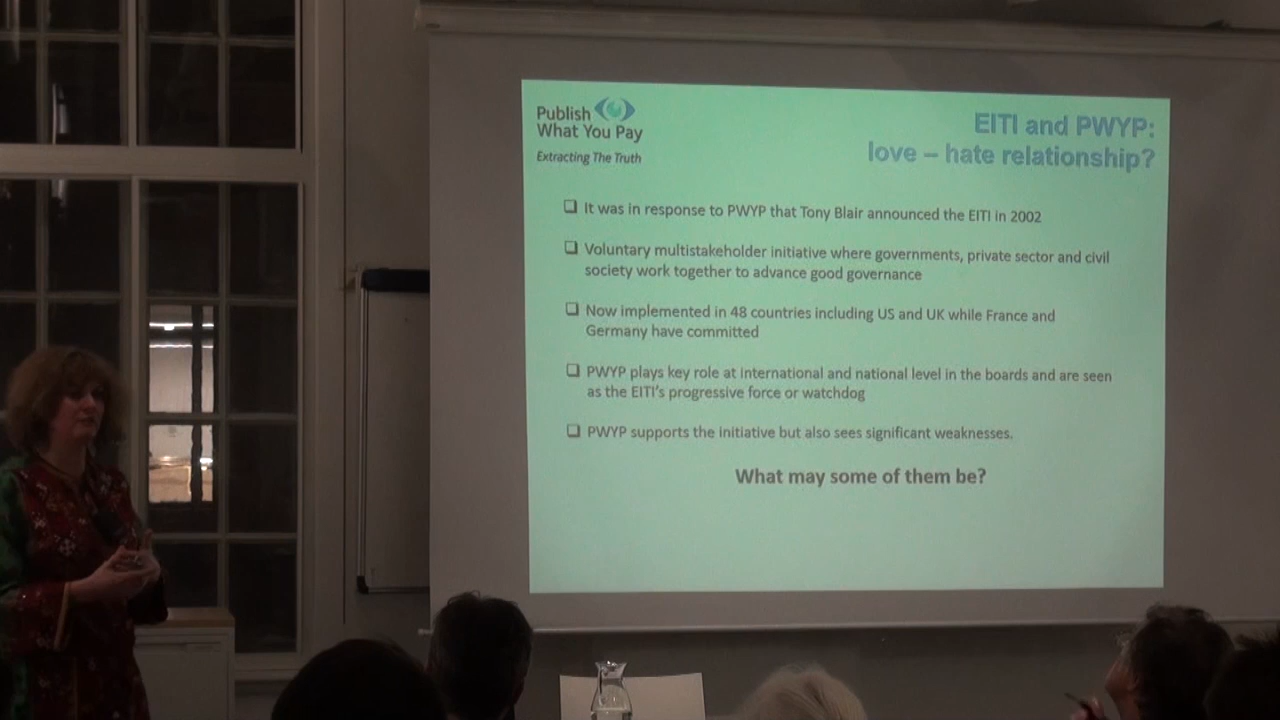 Publish
What You Pay
Extracting The Truth
EITI and PWYP:
love – hate relationship?
❑ It was in response to PWYP that Tony Blair announced the EITI in 2002
❑ Voluntary multistakeholder initiative where governments, private sector and civil
society work together to advance good governance
❑ Now implemented in 48 countries including US and UK while France and
Germany have committed
❑ PWYP plays key role at international and national level in the boards and are seen
as the EITI's progressive force or watchdog
❑ PWYP supports the initiative but also sees significant weaknesses.
What may some of them be?